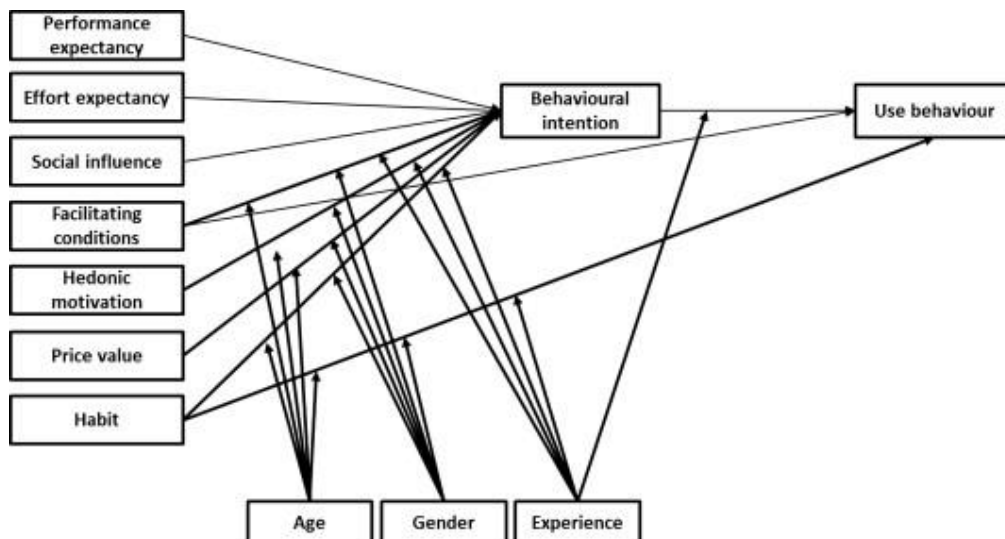 Performance
expectancy
Effort expectancy
Social influence
Facilitating
conditions
Hedonic
motivation
Price value
Habit
Behavioural
intention
Use behaviour
Age
Gender
Experience